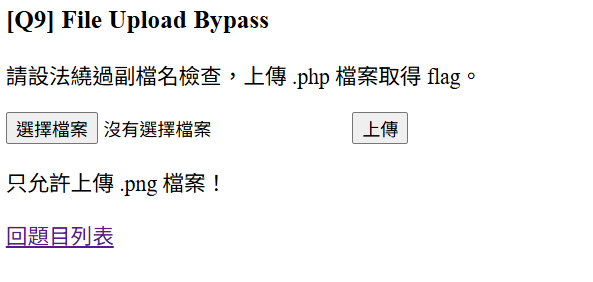 [Q9] File Upload Bypass
請設法繞過副檔名檢查，上傳 .php 檔案取得 flag。
選擇檔案 沒有選擇檔案 上傳
只允許上傳 .png 檔案！
回題目列表